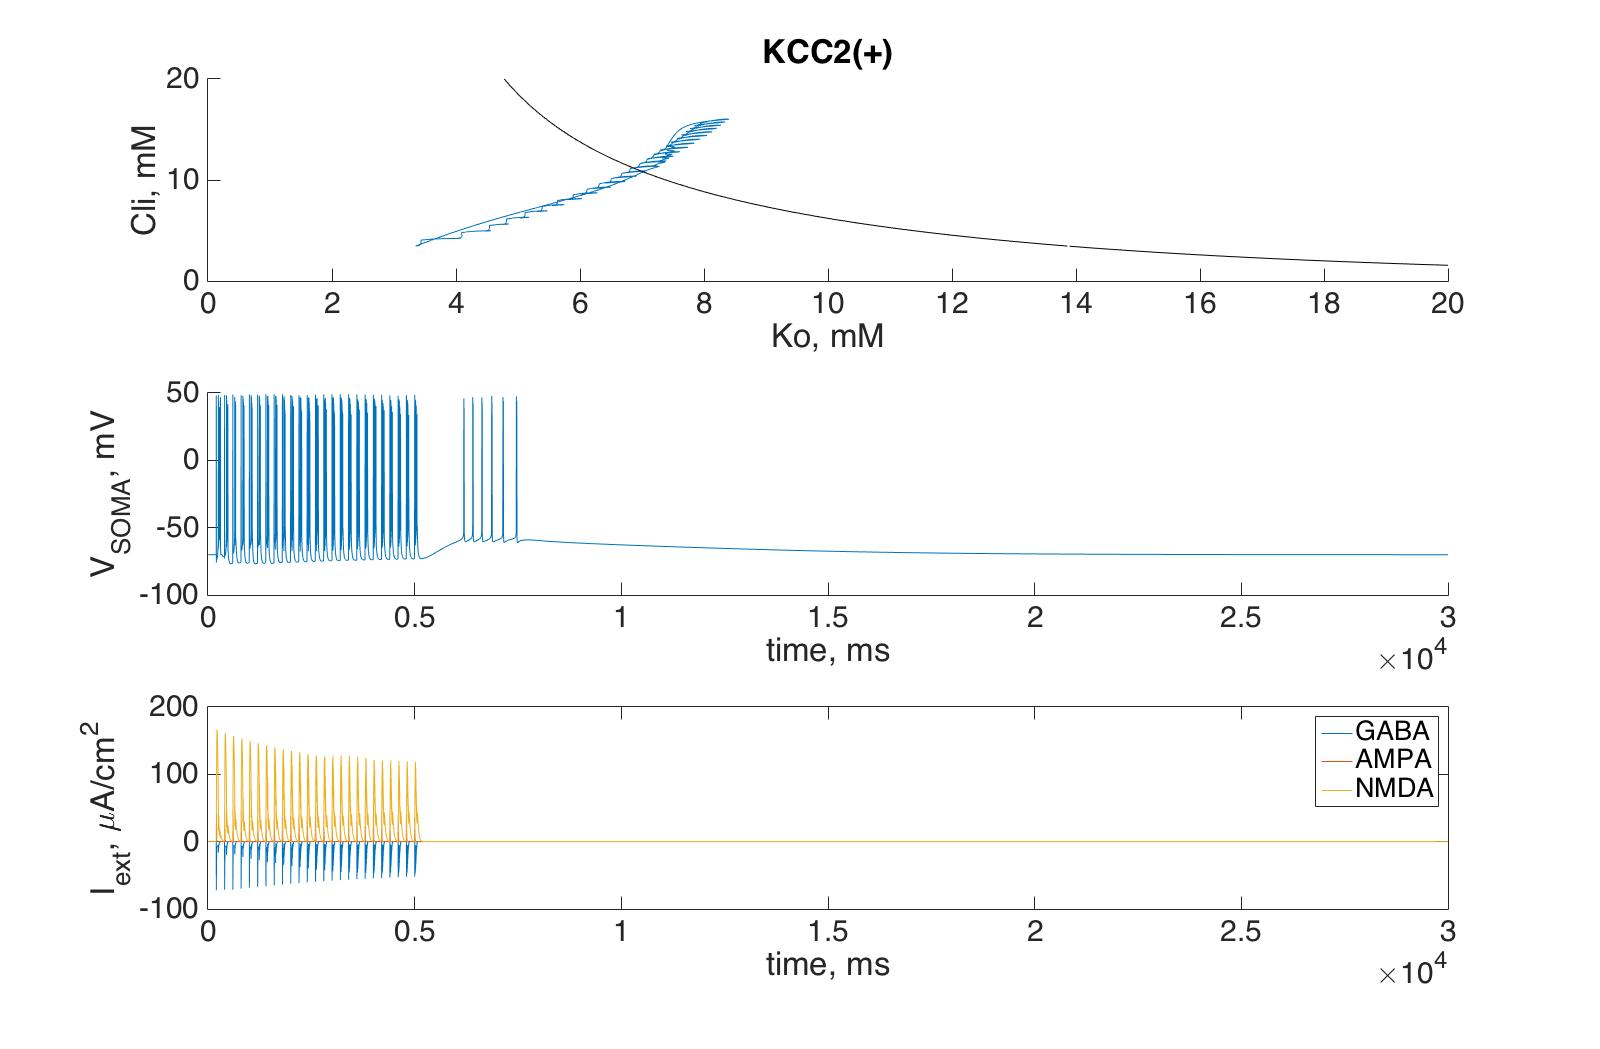 KCC2(+)
20
10
0
Cli, mM
0 2 4 6 8 10 12 14 16 18 20
Ko, mM
50
0
-50
-100
V_SOMA, mV
0 0.5 1 1.5 2 2.5 3
time, ms
×10^4
200
100
0
-100
I_ext, μA/cm^2
GABA
AMPA
NMDA
0 0.5 1 1.5 2 2.5 3
time, ms
×10^4